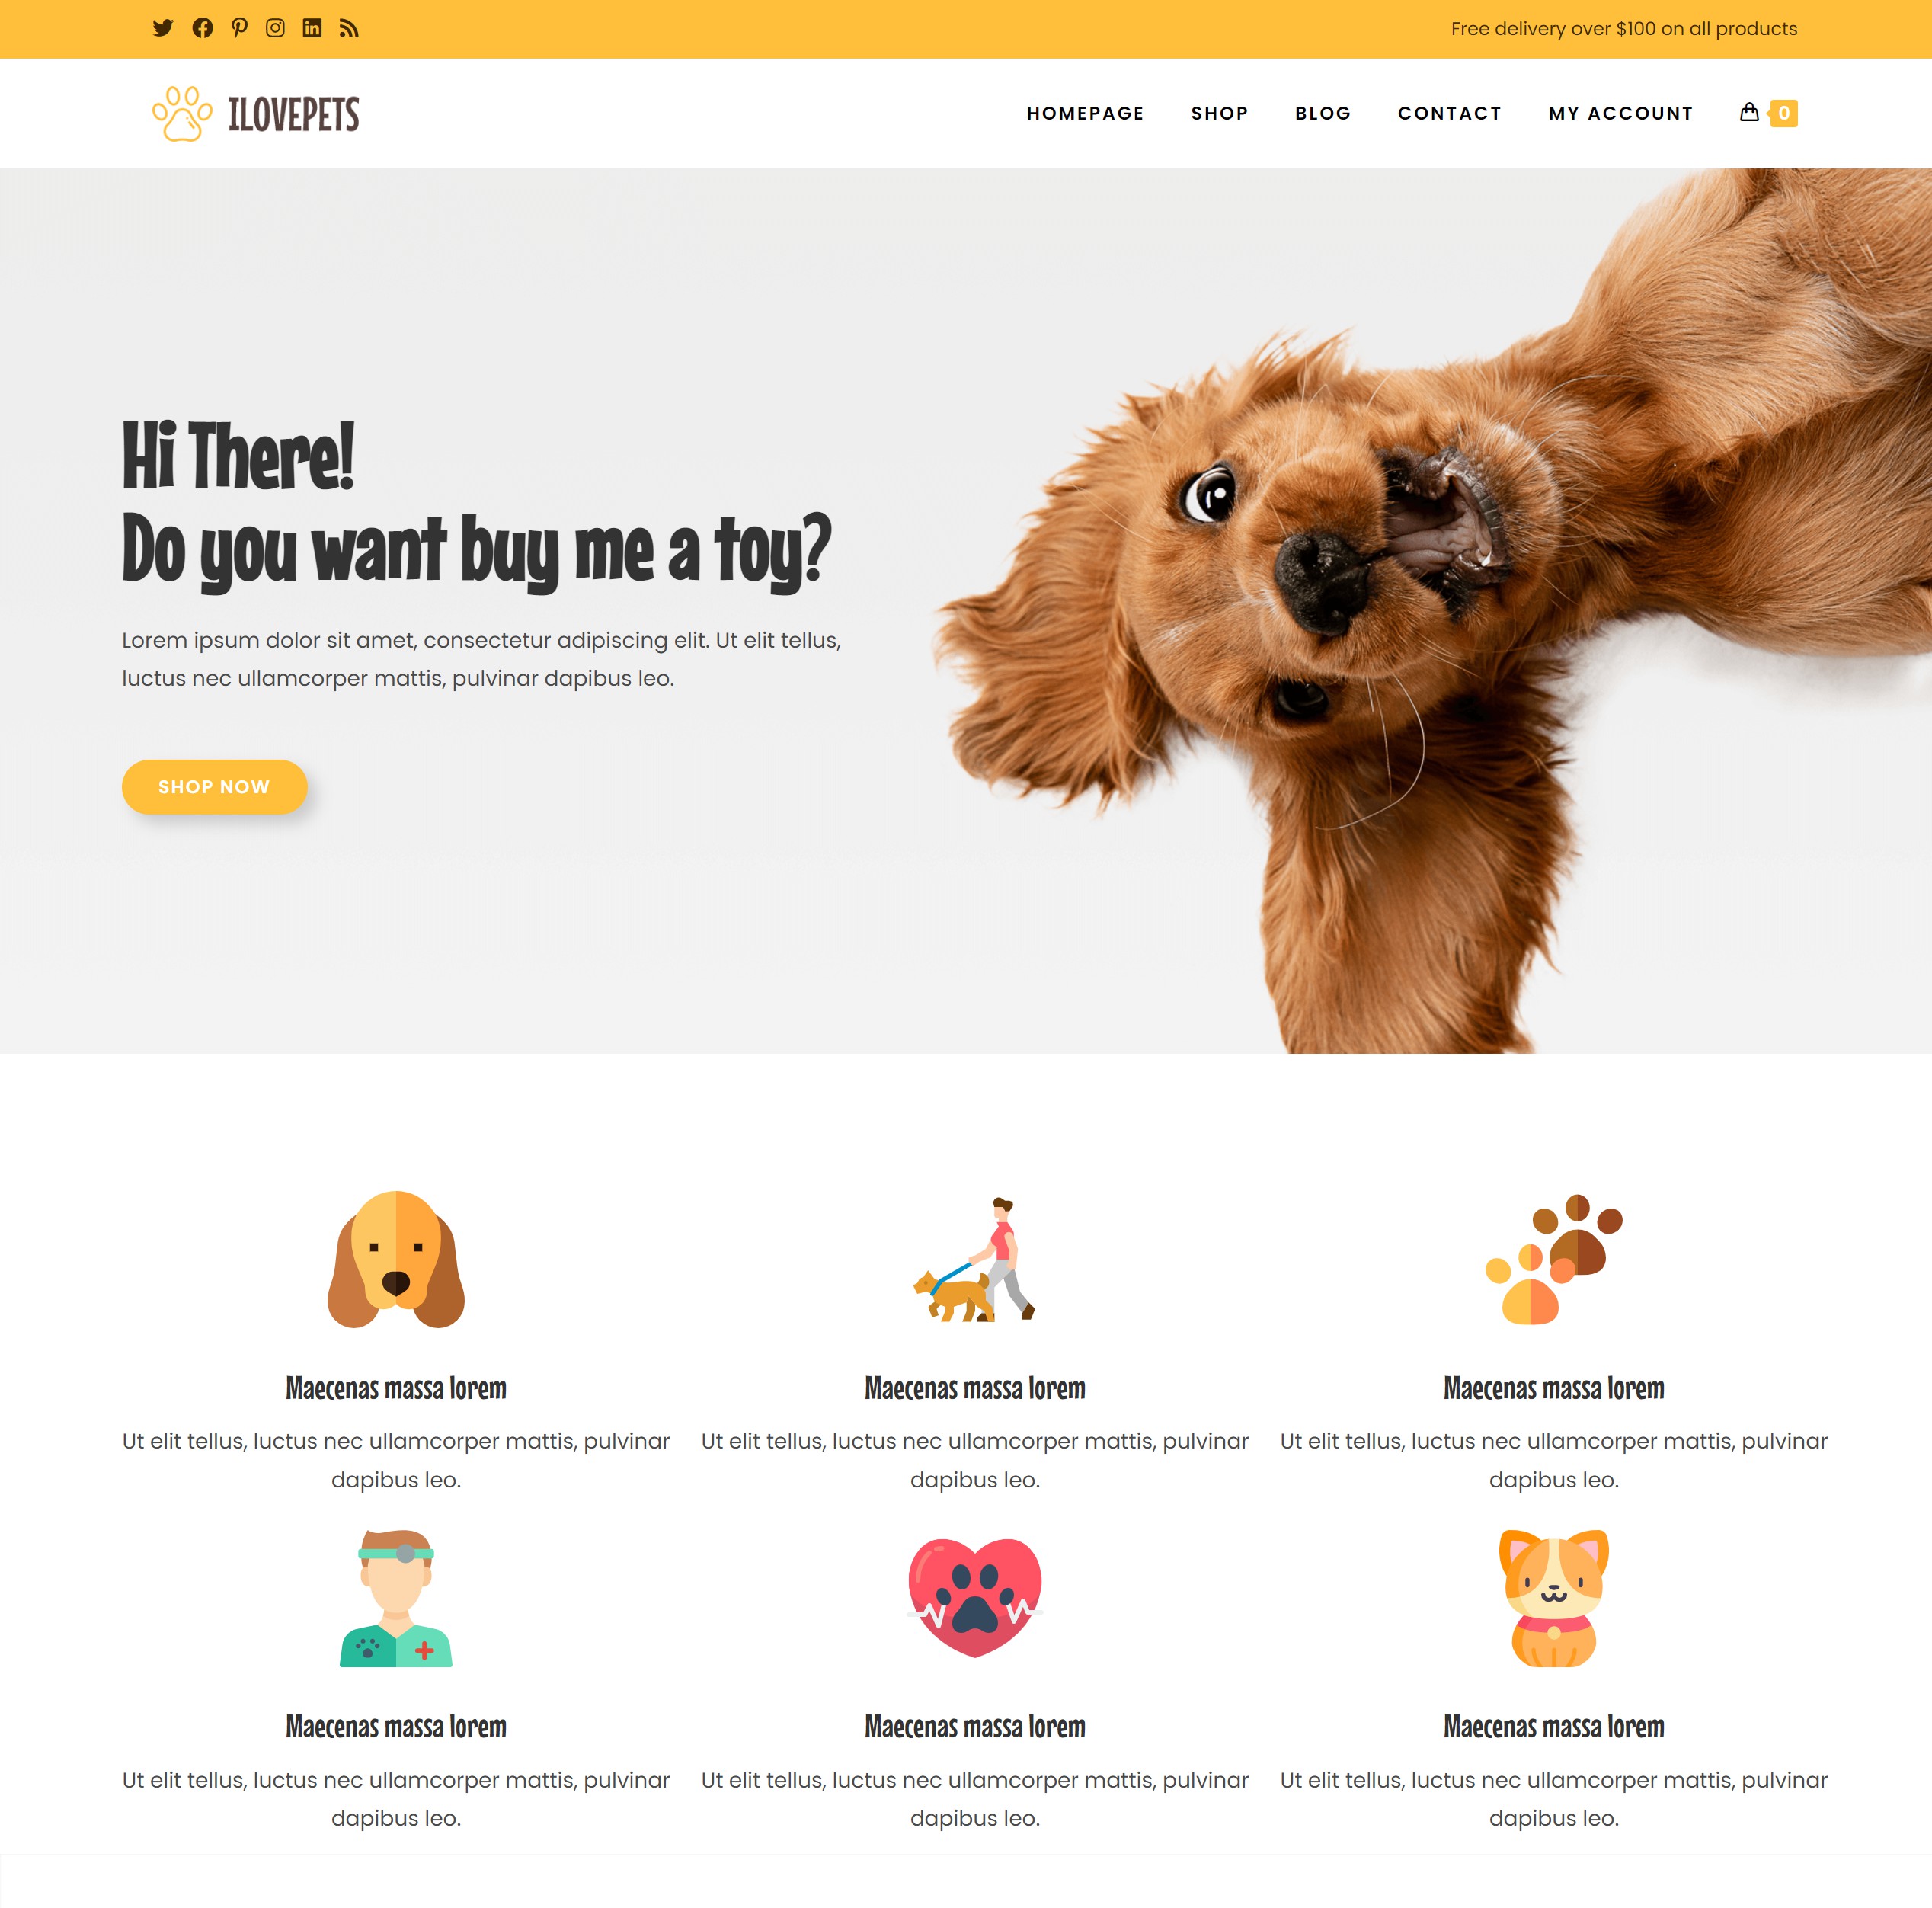 Free delivery over $100 on all products
ILOVEPETS
HOMEPAGE SHOP BLOG CONTACT MY ACCOUNT 0
Hi There!
Do you want buy me a toy?
Lorem ipsum dolor sit amet, consectetur adipiscing elit. Ut elit tellus,
luctus nec ullamcorper mattis, pulvinar dapibus leo.
SHOP NOW
Maecenas massa lorem
Ut elit tellus, luctus nec ullamcorper mattis, pulvinar
dapibus leo.
Maecenas massa lorem
Ut elit tellus, luctus nec ullamcorper mattis, pulvinar
dapibus leo.
Maecenas massa lorem
Ut elit tellus, luctus nec ullamcorper mattis, pulvinar
dapibus leo.
Maecenas massa lorem
Ut elit tellus, luctus nec ullamcorper mattis, pulvinar
dapibus leo.
Maecenas massa lorem
Ut elit tellus, luctus nec ullamcorper mattis, pulvinar
dapibus leo.
Maecenas massa lorem
Ut elit tellus, luctus nec ullamcorper mattis, pulvinar
dapibus leo.